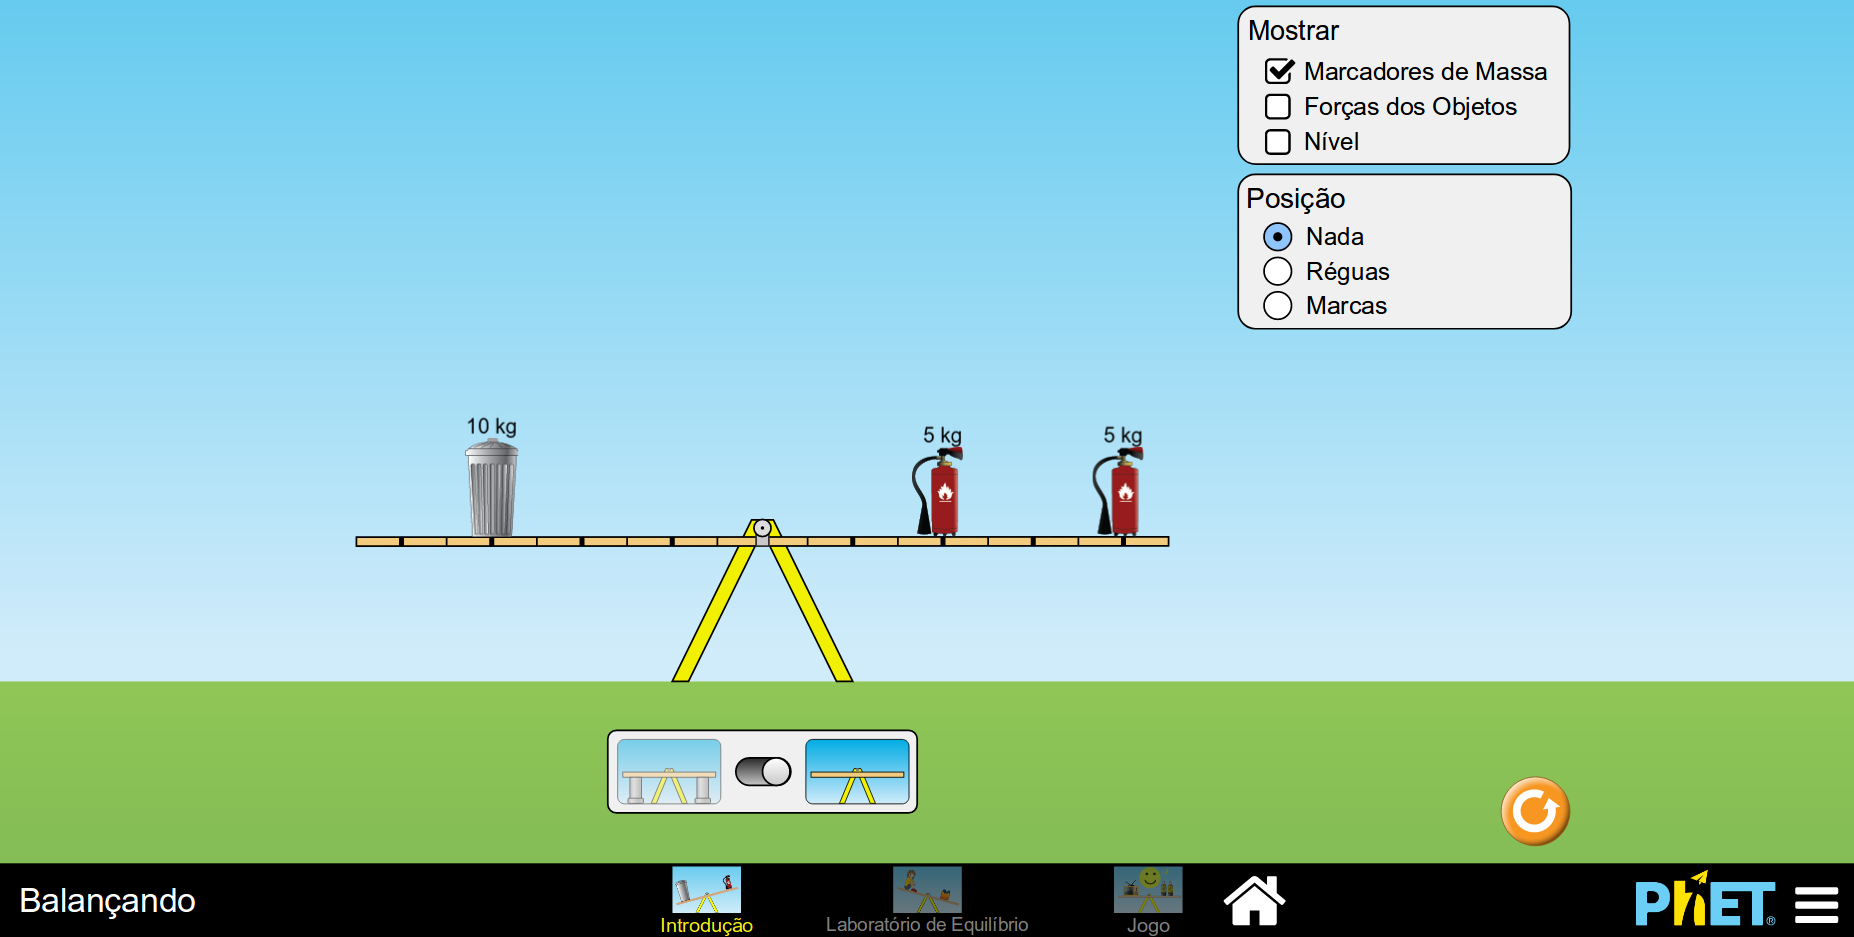 Mostrar
Marcadores de Massa
Forças dos Objetos
Nível
Posição
Nada
Réguas
Marcas
10 kg
5 kg
5 kg
Balançando
Introdução
Laboratório de Equilíbrio
Jogo
PhET®